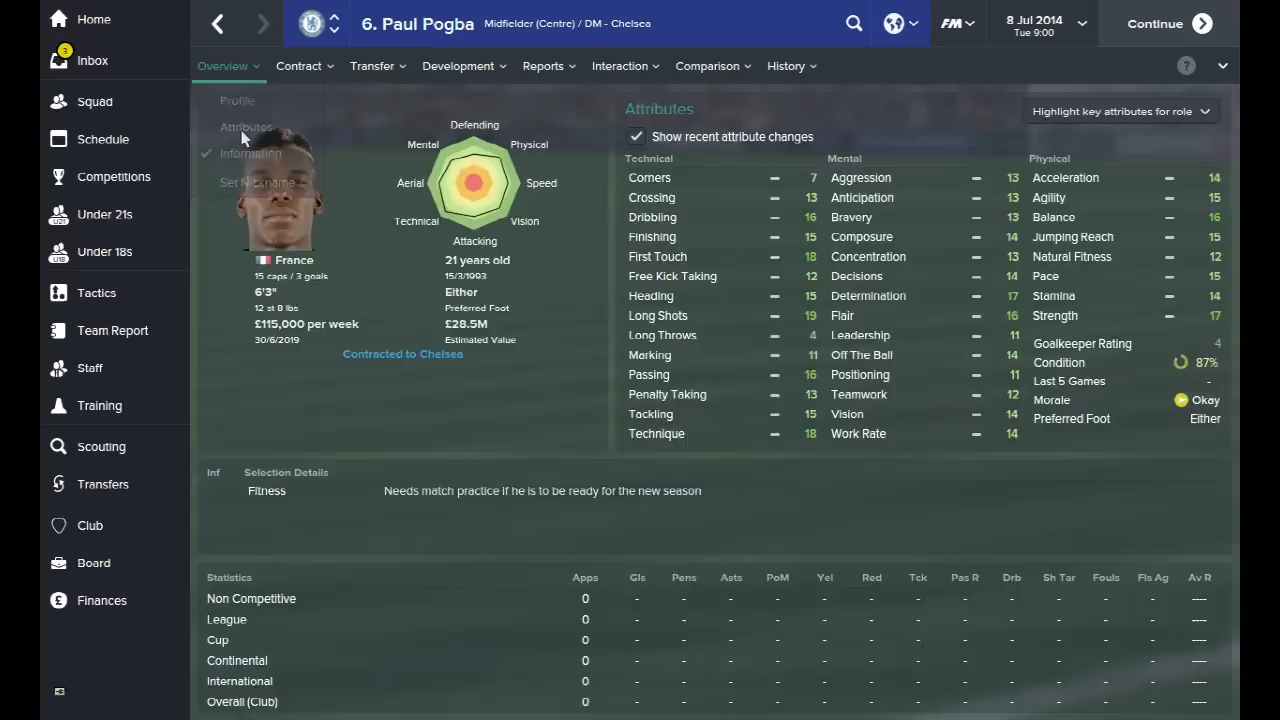 Home
6. Paul Pogba
Midfielder (Centre) / DM - Chelsea
FM
8 Jul 2014
Tue 9:00
Continue
3
Inbox
Overview
Contract
Transfer
Development
Reports
Interaction
Comparison
History
?
Squad
Schedule
Competitions
U21
Under 21s
U18
Under 18s
Tactics
Team Report
Staff
Training
Scouting
Transfers
Club
Board
£
Finances
Profile
Attributes
Information
Set Nickname
Defending
Mental
Physical
Aerial
Speed
Technical
Vision
Attacking
France
15 caps / 3 goals
6'3"
12 st 8 lbs
£115,000 per week
30/6/2019
21 years old
15/3/1993
Either
Preferred Foot
£28.5M
Estimated Value
Contracted to Chelsea
Attributes
Highlight key attributes for role
Show recent attribute changes
Technical
Corners 7
Crossing 13
Dribbling 16
Finishing 15
First Touch 18
Free Kick Taking 12
Heading 15
Long Shots 19
Long Throws 4
Marking 11
Passing 16
Penalty Taking 13
Tackling 15
Technique 18
Mental
Aggression 13
Anticipation 13
Bravery 13
Composure 14
Concentration 13
Decisions 14
Determination 17
Flair 16
Leadership 11
Off The Ball 14
Positioning 11
Teamwork 12
Vision 14
Work Rate 14
Physical
Acceleration 14
Agility 15
Balance 16
Jumping Reach 15
Natural Fitness 12
Pace 15
Stamina 14
Strength 17
Goalkeeper Rating 4
Condition 87%
Last 5 Games -
Morale Okay
Preferred Foot Either
Inf Selection Details
Fitness Needs match practice if he is to be ready for the new season
Statistics Apps Gls Pens Asts PoM Yel Red Tck Pas R Drb Sh Tar Fouls Fls Ag Av R
Non Competitive 0 - - - - - - - - - - - - ----
League 0 - - - - - - - - - - - - ----
Cup 0 - - - - - - - - - - - - ----
Continental 0 - - - - - - - - - - - - ----
International 0 - - - - - - - - - - - - ----
Overall (Club) 0 - - - - - - - - - - - - ----